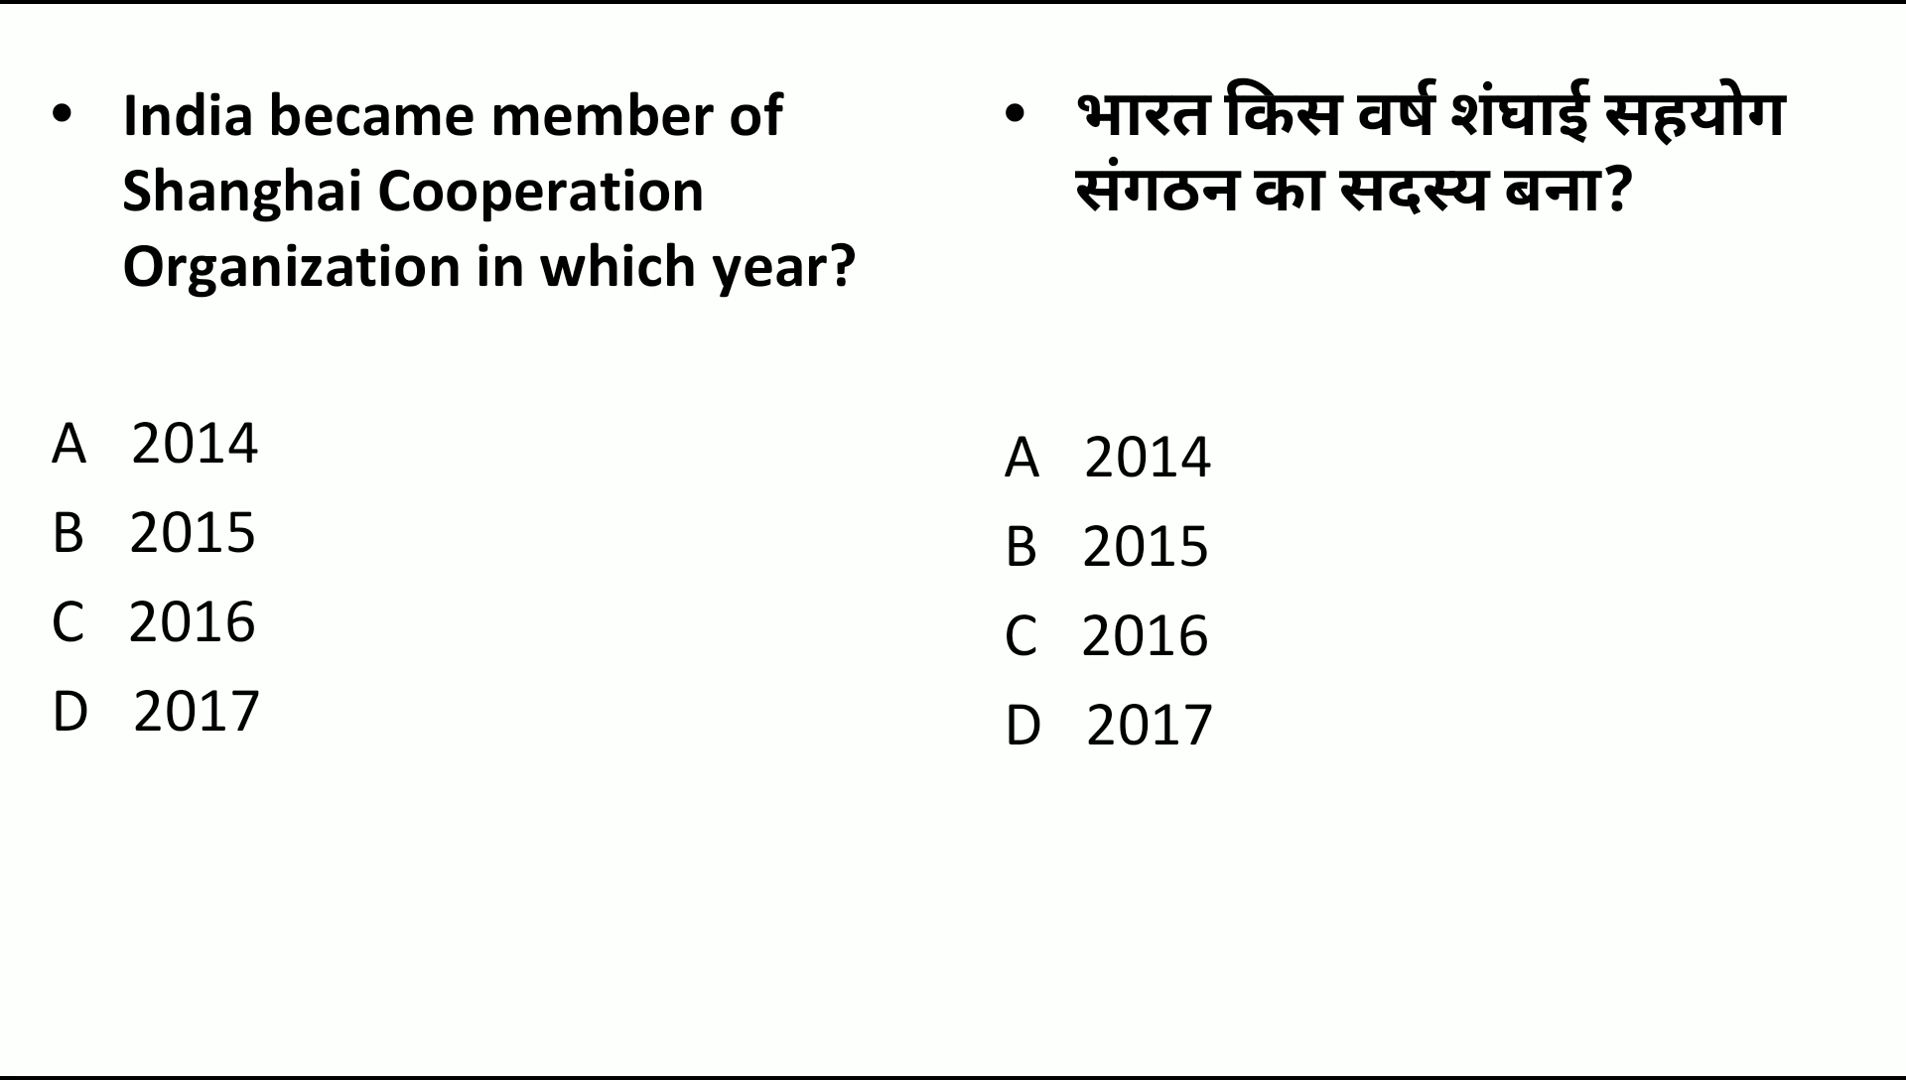 • India became member of
Shanghai Cooperation
Organization in which year?
A 2014
B 2015
C 2016
D 2017
• भारत किस वर्ष शंघाई सहयोग
संगठन का सदस्य बना?
A 2014
B 2015
C 2016
D 2017